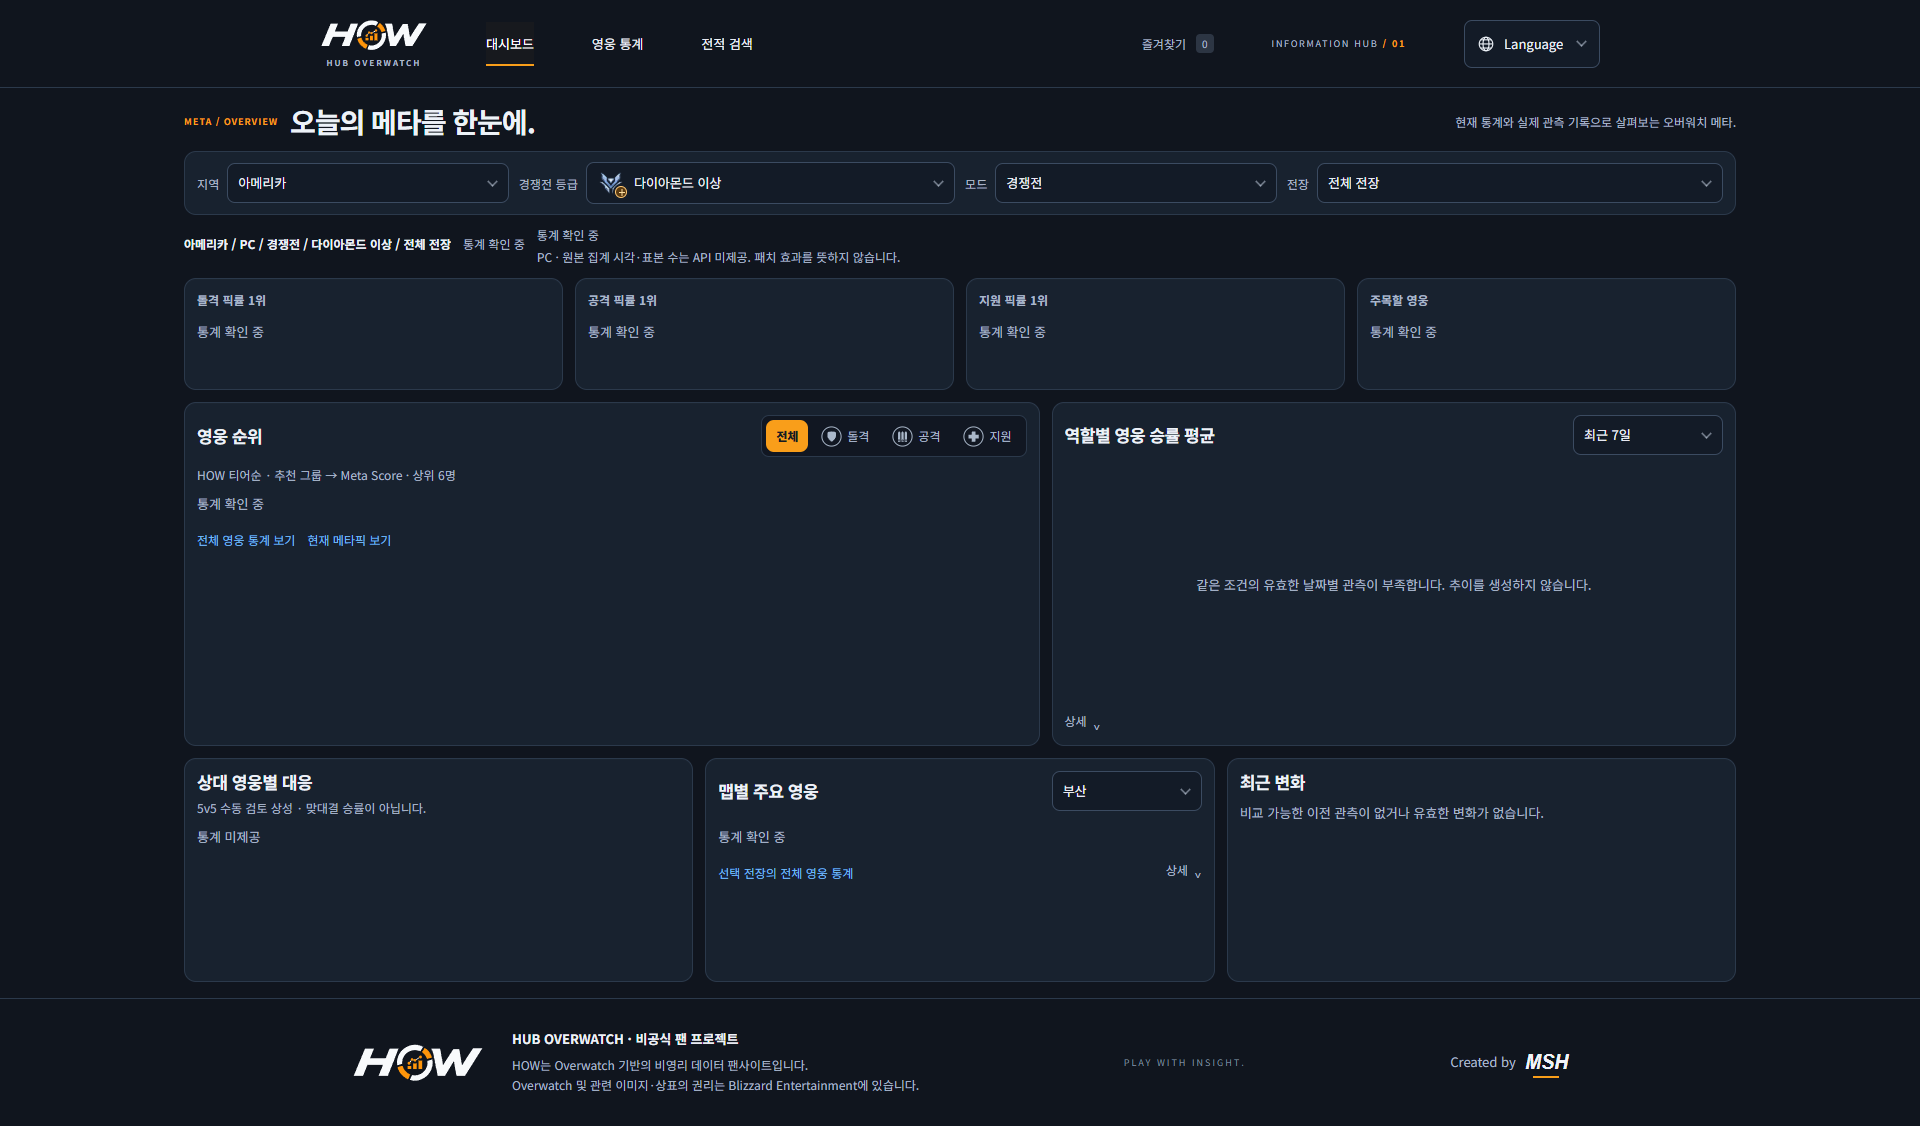 HOW
HUB OVERWATCH
대시보드
영웅 통계
전적 검색
즐겨찾기 0
INFORMATION HUB / 01
Language
META / OVERVIEW
오늘의 메타를 한눈에.
현재 통계와 실제 관측 기록으로 살펴보는 오버워치 메타.
지역
아메리카
경쟁전 등급
다이아몬드 이상
모드
경쟁전
전장
전체 전장
아메리카 / PC / 경쟁전 / 다이아몬드 이상 / 전체 전장
통계 확인 중
통계 확인 중
PC · 원본 집계 시각·표본 수는 API 미제공. 패치 효과를 뜻하지 않습니다.
돌격 픽률 1위
통계 확인 중
공격 픽률 1위
통계 확인 중
지원 픽률 1위
통계 확인 중
주목할 영웅
통계 확인 중
영웅 순위
전체
돌격
공격
지원
HOW 티어순 · 추천 그룹 → Meta Score · 상위 6명
통계 확인 중
전체 영웅 통계 보기
현재 메타픽 보기
역할별 영웅 승률 평균
최근 7일
같은 조건의 유효한 날짜별 관측이 부족합니다. 추이를 생성하지 않습니다.
상세
상대 영웅별 대응
5v5 수동 검토 상성 · 맞대결 승률이 아닙니다.
통계 미제공
맵별 주요 영웅
부산
통계 확인 중
선택 전장의 전체 영웅 통계
상세
최근 변화
비교 가능한 이전 관측이 없거나 유효한 변화가 없습니다.
HOW
HUB OVERWATCH · 비공식 팬 프로젝트
HOW는 Overwatch 기반의 비영리 데이터 팬사이트입니다.
Overwatch 및 관련 이미지·상표의 권리는 Blizzard Entertainment에 있습니다.
PLAY WITH INSIGHT.
Created by MSH